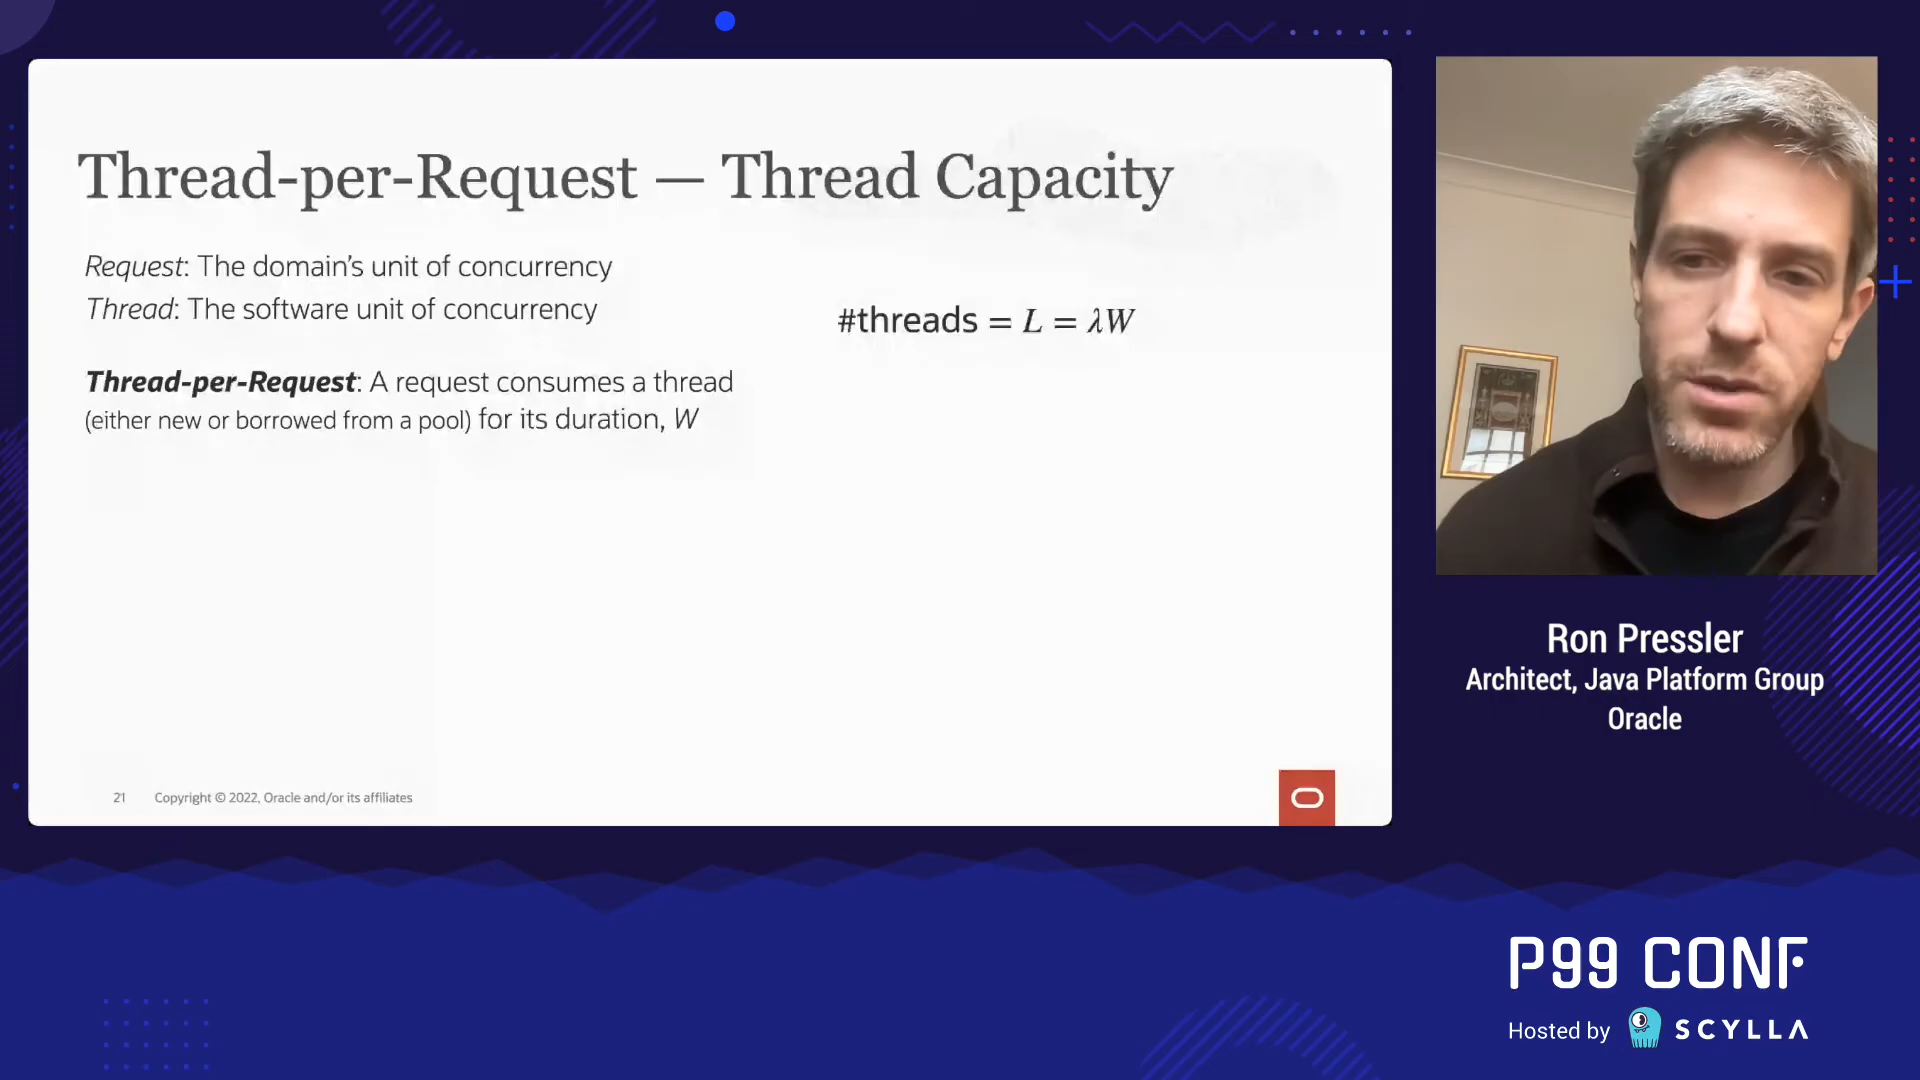 Thread-per-Request — Thread Capacity
Request: The domain’s unit of concurrency
Thread: The software unit of concurrency
#threads = L = λW
Thread-per-Request: A request consumes a thread
(either new or borrowed from a pool) for its duration, W
21 Copyright © 2022, Oracle and/or its affiliates
Ron Pressler
Architect, Java Platform Group
Oracle
P99 CONF
Hosted by SCYLLA